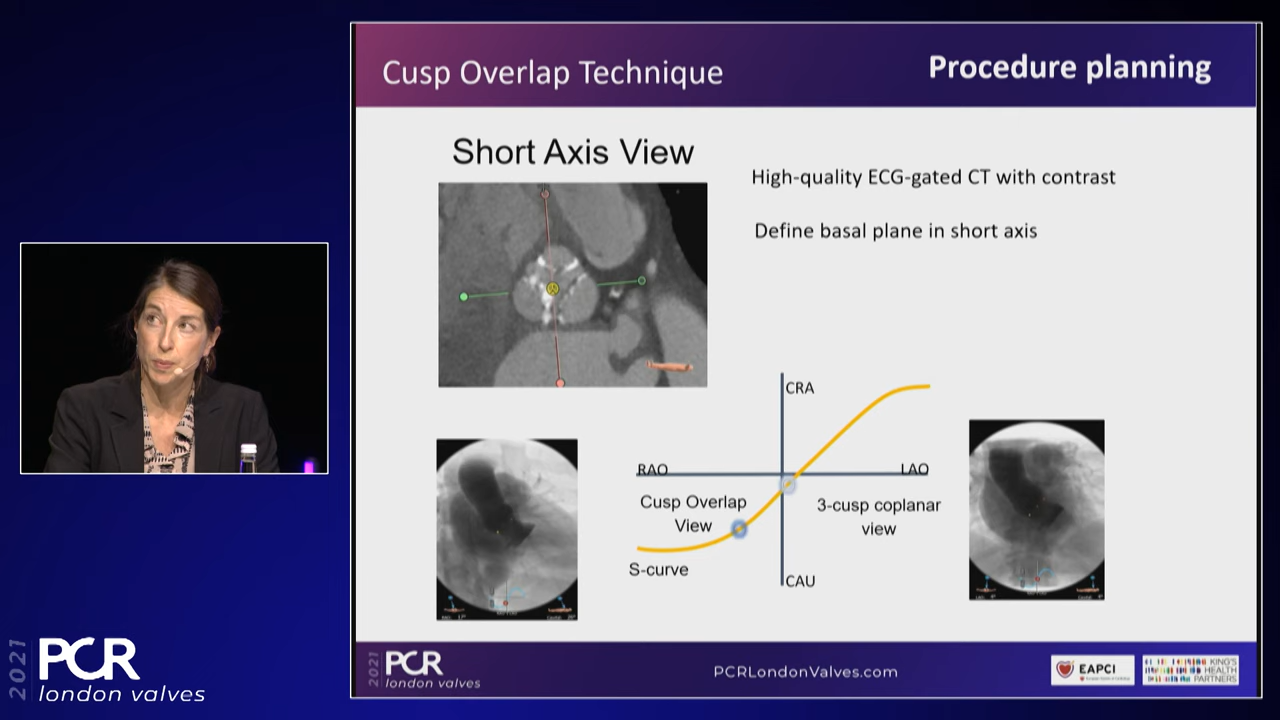 Cusp Overlap Technique
Procedure planning
Short Axis View
High-quality ECG-gated CT with contrast
Define basal plane in short axis
CRA
RAO
LAO
Cusp Overlap
View
3-cusp coplanar
view
S-curve
CAU
2021
PCR
london valves
2021
PCR
london valves
PCRLondonValves.com
EAPCI
KING'S
HEALTH
PARTNERS